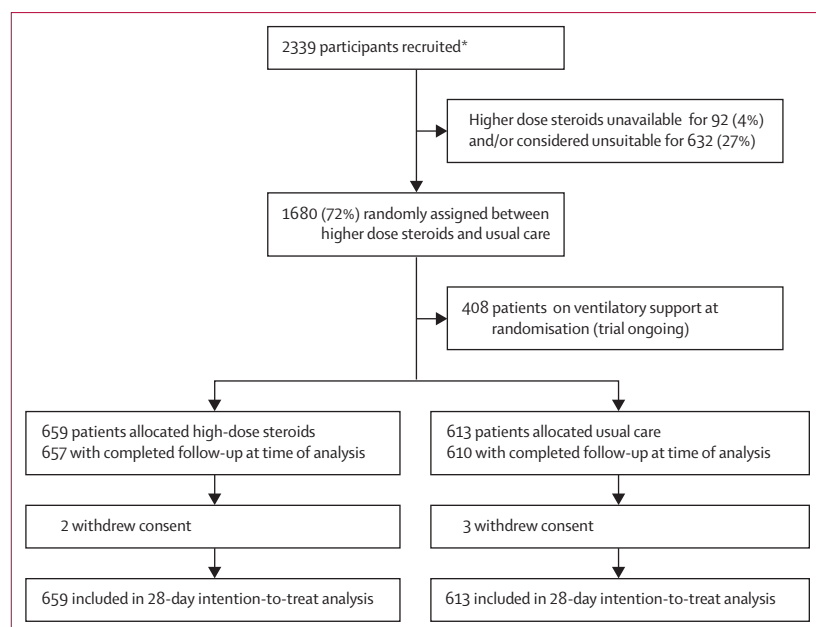 2339 participants recruited*
Higher dose steroids unavailable for 92 (4%)
and/or considered unsuitable for 632 (27%)
1680 (72%) randomly assigned between
higher dose steroids and usual care
408 patients on ventilatory support at
randomisation (trial ongoing)
659 patients allocated high-dose steroids
657 with completed follow-up at time of analysis
613 patients allocated usual care
610 with completed follow-up at time of analysis
2 withdrew consent
3 withdrew consent
659 included in 28-day intention-to-treat analysis
613 included in 28-day intention-to-treat analysis